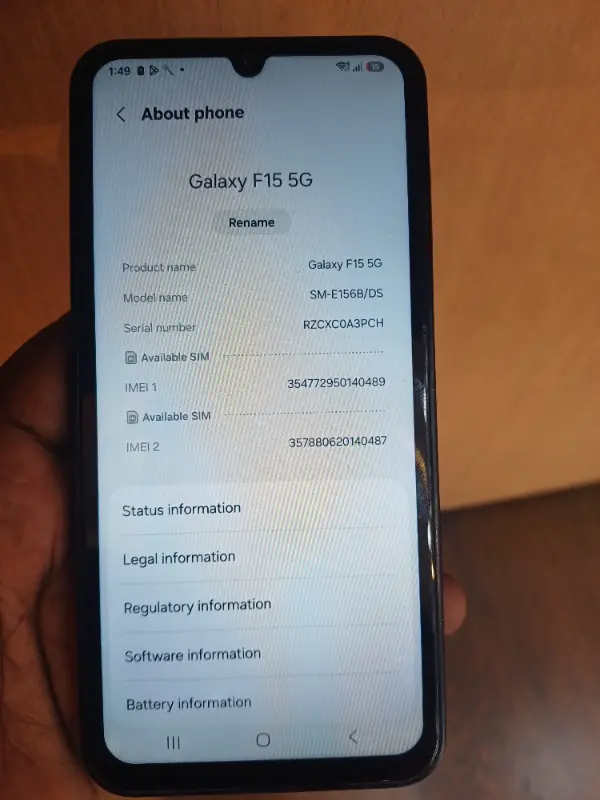 1:49
15
About phone
Galaxy F15 5G
Rename
Product name Galaxy F15 5G
Model name SM-E156B/DS
Serial number RZCXC0A3PCH
Available SIM
IMEI 1 354772950140489
Available SIM
IMEI 2 357880620140487
Status information
Legal information
Regulatory information
Software information
Battery information